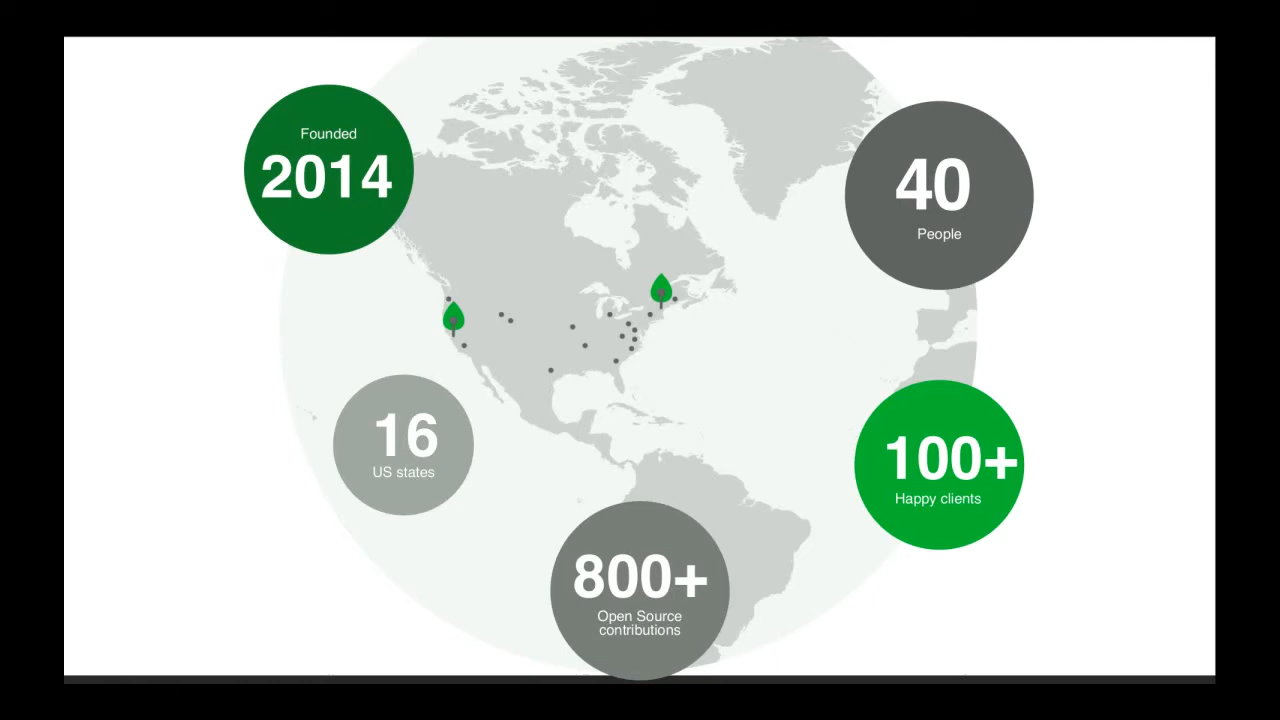 Founded
2014
40
People
16
US states
100+
Happy clients
800+
Open Source
contributions